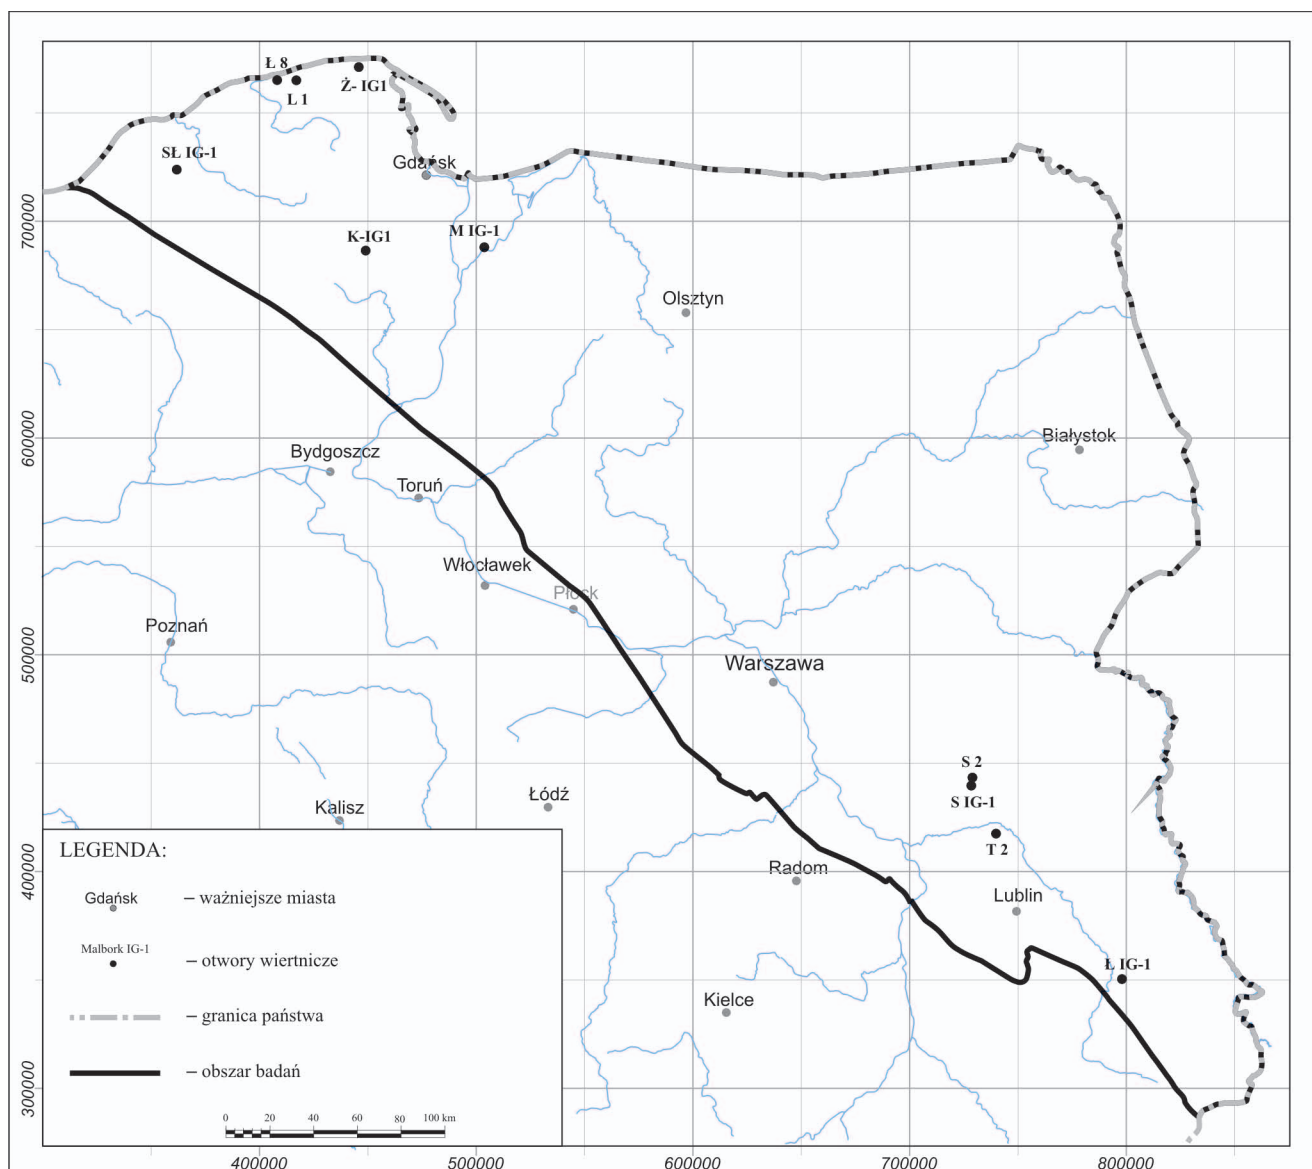 Ł 8
L 1
Ż- IG1
SŁ IG-1
Gdańsk
K-IG1
M IG-1
Olsztyn
Białystok
Bydgoszcz
Toruń
Włocławek
Płock
Poznań
Warszawa
S 2
S IG-1
Łódź
Kalisz
T 2
Radom
Lublin
Ł IG-1
Kielce
700000
600000
500000
400000
300000
LEGENDA:
Gdańsk
– ważniejsze miasta
Malbork IG-1
– otwory wiertnicze
– granica państwa
– obszar badań
0 20 40 60 80 100 km
400000 500000 600000 700000 800000